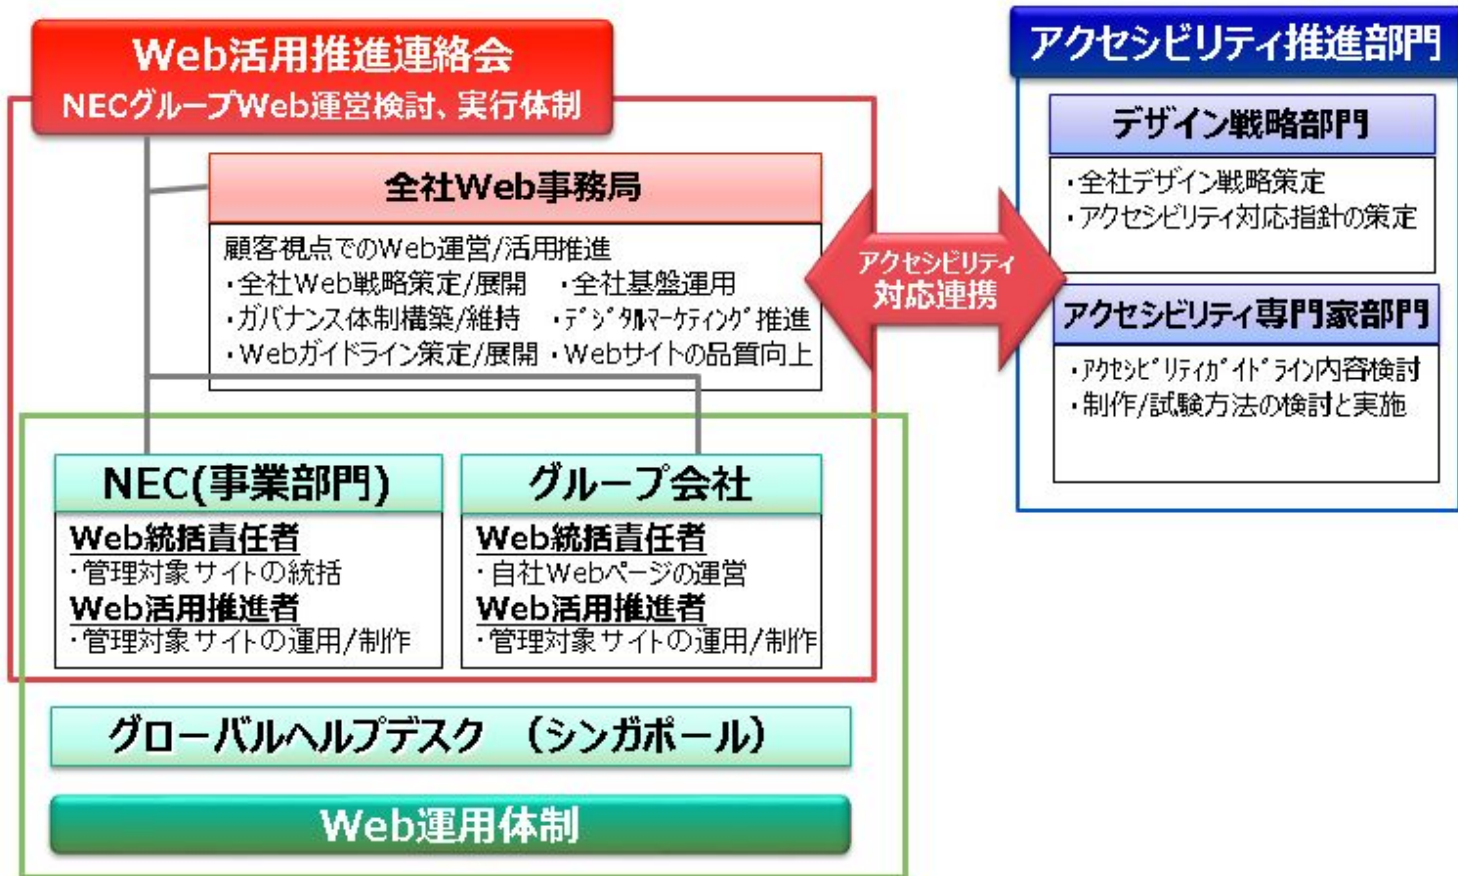 Web活用推進連絡会
NECグループWeb運営検討、実行体制
全社Web事務局
顧客視点でのWeb運営/活用推進
・全社Web戦略策定/展開 ・全社基盤運用
・ガバナンス体制構築/維持 ・ﾃﾞｼﾞﾀﾙﾏｰｹﾃｨﾝｸﾞ推進
・Webガイドライン策定/展開 ・Webサイトの品質向上
アクセシビリティ
対応連携
アクセシビリティ推進部門
デザイン戦略部門
・全社デザイン戦略策定
・アクセシビリティ対応指針の策定
アクセシビリティ専門家部門
・ｱｸｾｼﾋﾞﾘﾃｨｶﾞｲﾄﾞﾗｲﾝ内容検討
・制作/試験方法の検討と実施
NEC(事業部門)
Web統括責任者
・管理対象サイトの統括
Web活用推進者
・管理対象サイトの運用/制作
グループ会社
Web統括責任者
・自社Webページの運営
Web活用推進者
・管理対象サイトの運用/制作
グローバルヘルプデスク （シンガポール）
Web運用体制